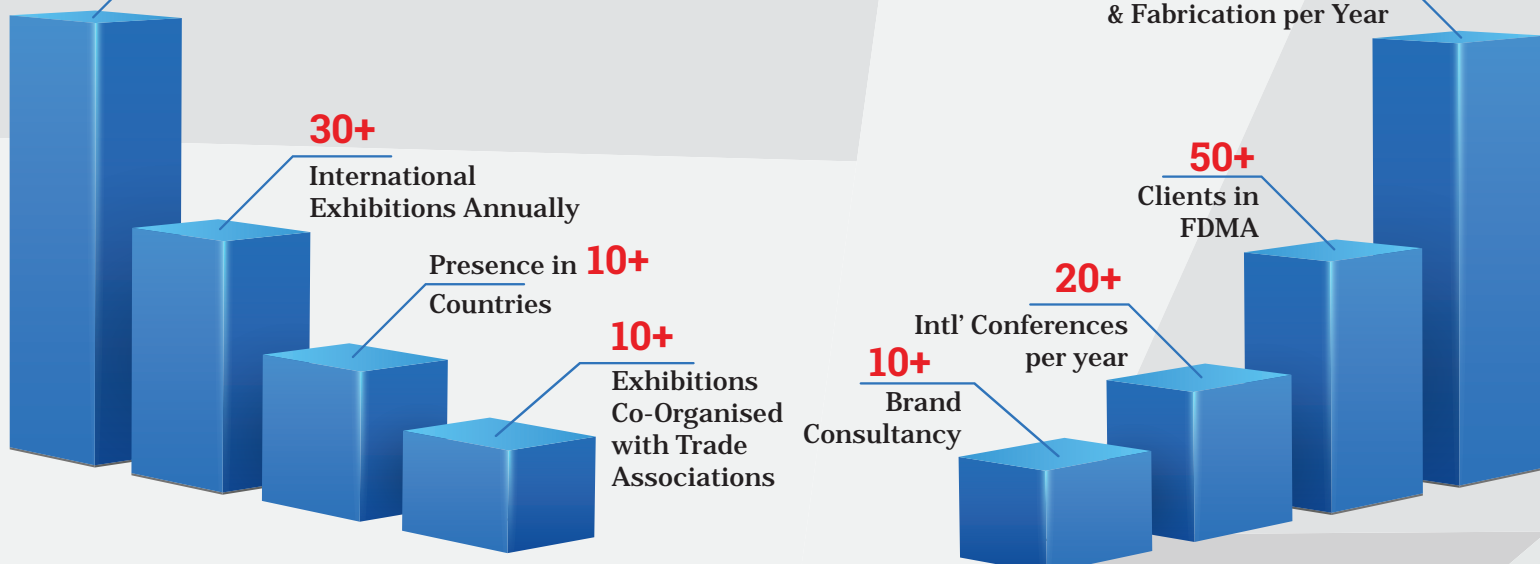 & Fabrication per Year
30+
International
Exhibitions Annually
Presence in 10+
Countries
10+
Exhibitions
Co-Organised
with Trade
Associations
50+
Clients in
FDMA
20+
Intl' Conferences
per year
10+
Brand
Consultancy